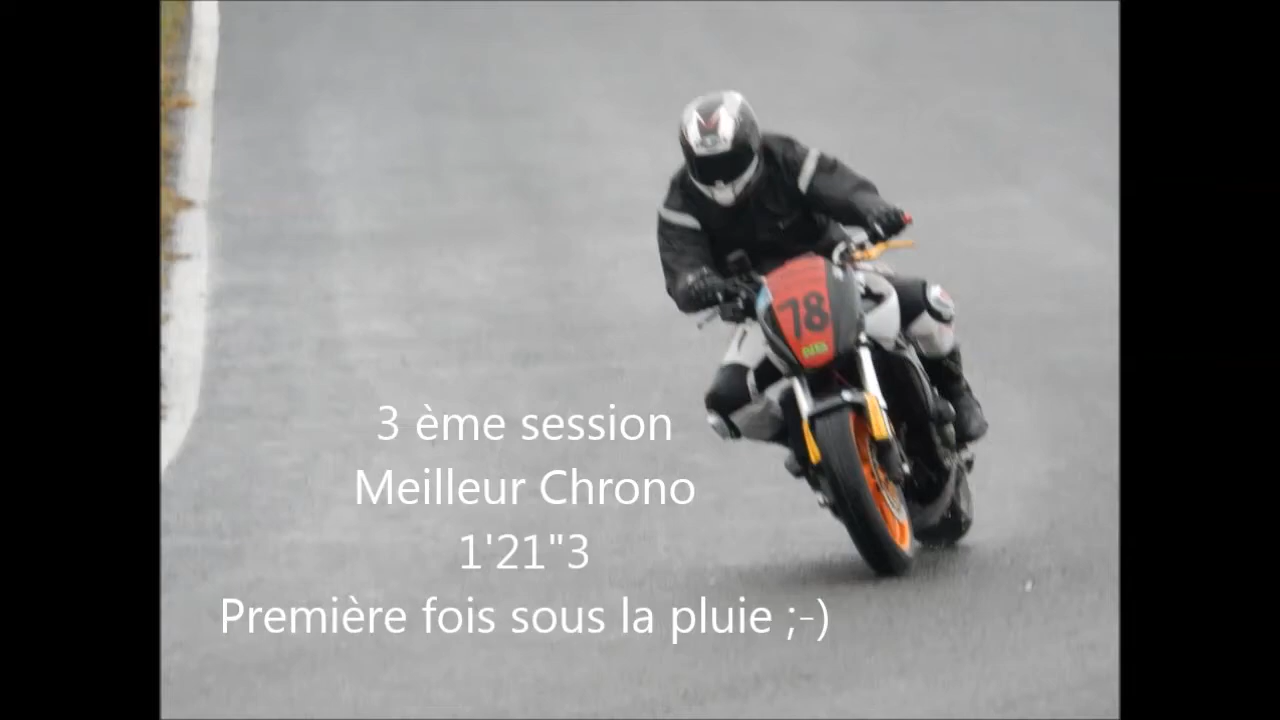 78
3 ème session
Meilleur Chrono
1'21"3
Première fois sous la pluie ;-)